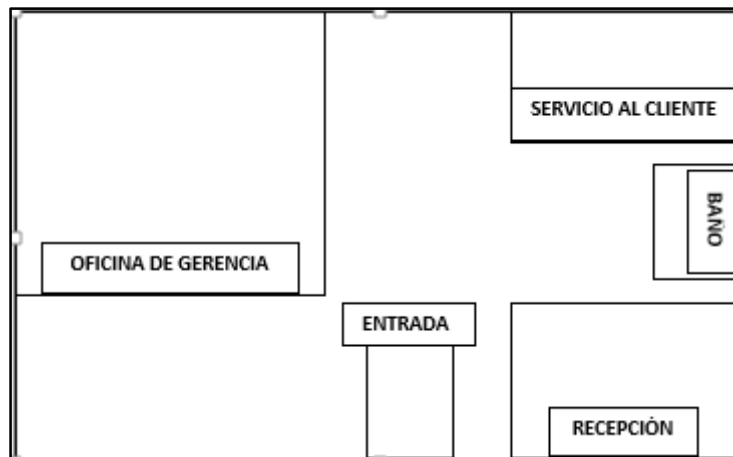 SERVICIO AL CLIENTE
BAÑO
OFICINA DE GERENCIA
ENTRADA
RECEPCIÓN